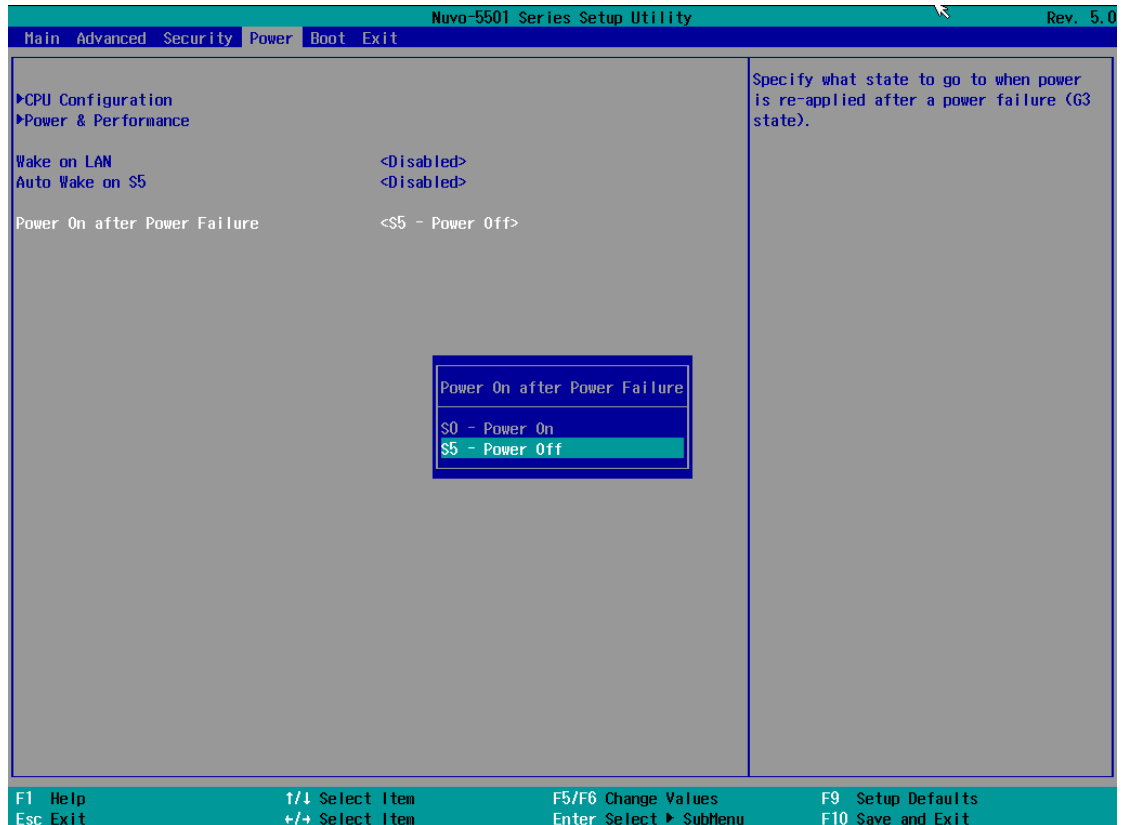 Nuvo-5501 Series Setup Utility Rev. 5.0
Main Advanced Security Power Boot Exit
▶CPU Configuration
▶Power & Performance
Wake on LAN <Disabled>
Auto Wake on S5 <Disabled>
Power On after Power Failure <S5 - Power Off>
Power On after Power Failure
S0 - Power On
S5 - Power Off
Specify what state to go to when power
is re-applied after a power failure (G3
state).
F1 Help ↑/↓ Select Item F5/F6 Change Values F9 Setup Defaults
Esc Exit ←/→ Select Item Enter Select ▶ SubMenu F10 Save and Exit